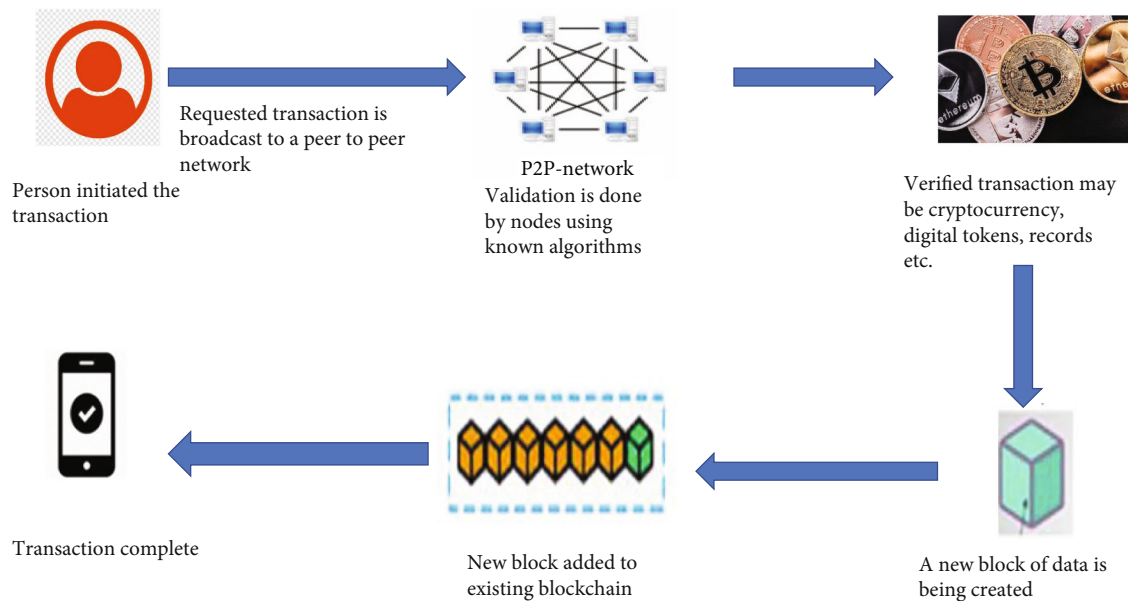 Requested transaction is
broadcast to a peer to peer
network
Person initiated the
transaction
P2P-network
Validation is done
by nodes using
known algorithms
ethereum
Verified transaction may
be cryptocurrency,
digital tokens, records
etc.
A new block of data is
being created
New block added to
existing blockchain
Transaction complete